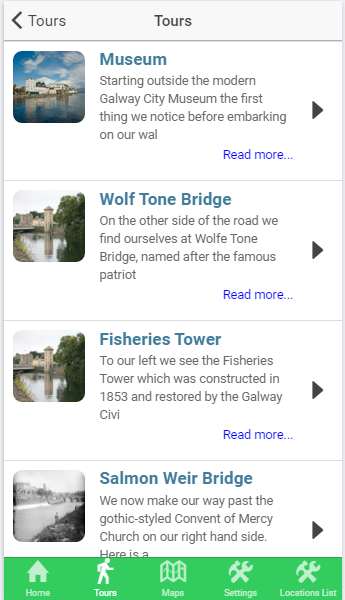 Tours Tours
Museum
Starting outside the modern
Galway City Museum the first
thing we notice before embarking
on our wal
Read more...
Wolf Tone Bridge
On the other side of the road we
find ourselves at Wolfe Tone
Bridge, named after the famous
patriot
Read more...
Fisheries Tower
To our left we see the Fisheries
Tower which was constructed in
1853 and restored by the Galway
Civi
Read more...
Salmon Weir Bridge
We now make our way past the
gothic-styled Convent of Mercy
Church on our right hand side.
Here is a
Home Tours Maps Settings Locations List